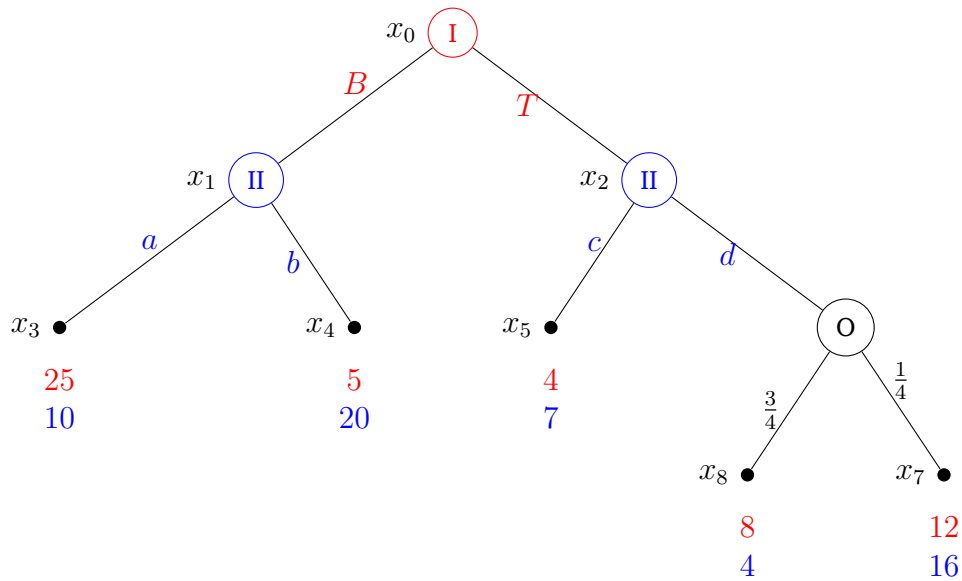 x₀ I
B T
x₁ II x₂ II
a b c d
x₃ x₄ x₅ O
25 5 4 3/4 1/4
10 20 7
x₈ x₇
8 12
4 16